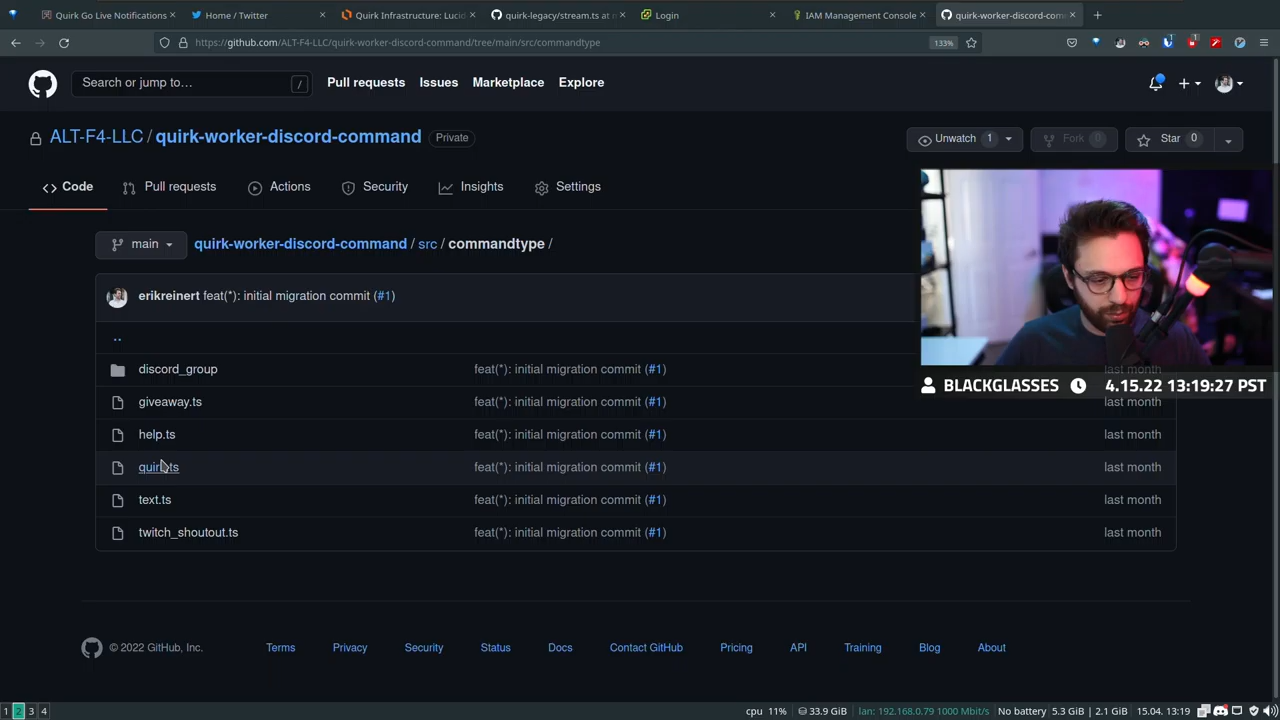 Quirk Go Live Notifications
Home / Twitter
Quirk Infrastructure: Lucid
quirk-legacy/stream.ts at
Login
IAM Management Console
quirk-worker-discord-com
https://github.com/ALT-F4-LLC/quirk-worker-discord-command/tree/main/src/commandtype
133%
Search or jump to…
/
Pull requests
Issues
Marketplace
Explore
ALT-F4-LLC / quirk-worker-discord-command
Private
Unwatch 1
Fork 0
Star 0
Code
Pull requests
Actions
Security
Insights
Settings
main
quirk-worker-discord-command / src / commandtype /
erikreinert feat(*): initial migration commit (#1)
..
discord_group feat(*): initial migration commit (#1) last month
BLACKGLASSES 4.15.22 13:19:27 PST
giveaway.ts feat(*): initial migration commit (#1) last month
help.ts feat(*): initial migration commit (#1) last month
quirk.ts feat(*): initial migration commit (#1) last month
text.ts feat(*): initial migration commit (#1) last month
twitch_shoutout.ts feat(*): initial migration commit (#1) last month
© 2022 GitHub, Inc.
Terms
Privacy
Security
Status
Docs
Contact GitHub
Pricing
API
Training
Blog
About
1 2 3 4
cpu 11% 33.9 GiB lan: 192.168.0.79 1000 Mbit/s No battery 5.3 GiB | 2.1 GiB 15.04. 13:19